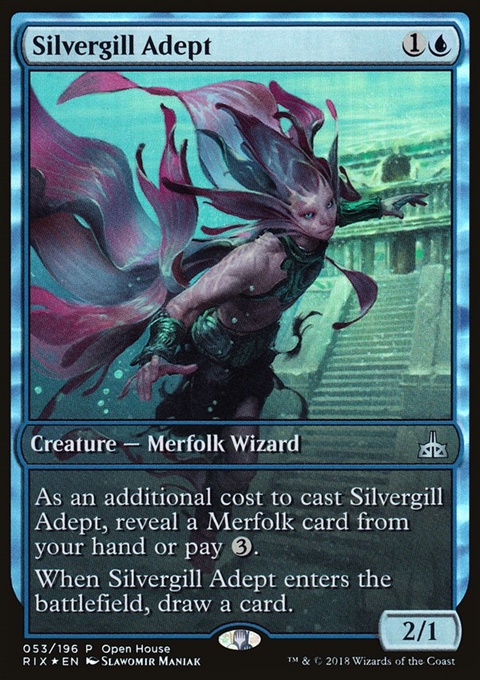 Silvergill Adept 1
Creature — Merfolk Wizard
As an additional cost to cast Silvergill
Adept, reveal a Merfolk card from
your hand or pay 3.
When Silvergill Adept enters the
battlefield, draw a card.
2/1
053/196 P Open House
RIX★EN Slawomir Maniak
™ & © 2018 Wizards of the Coast